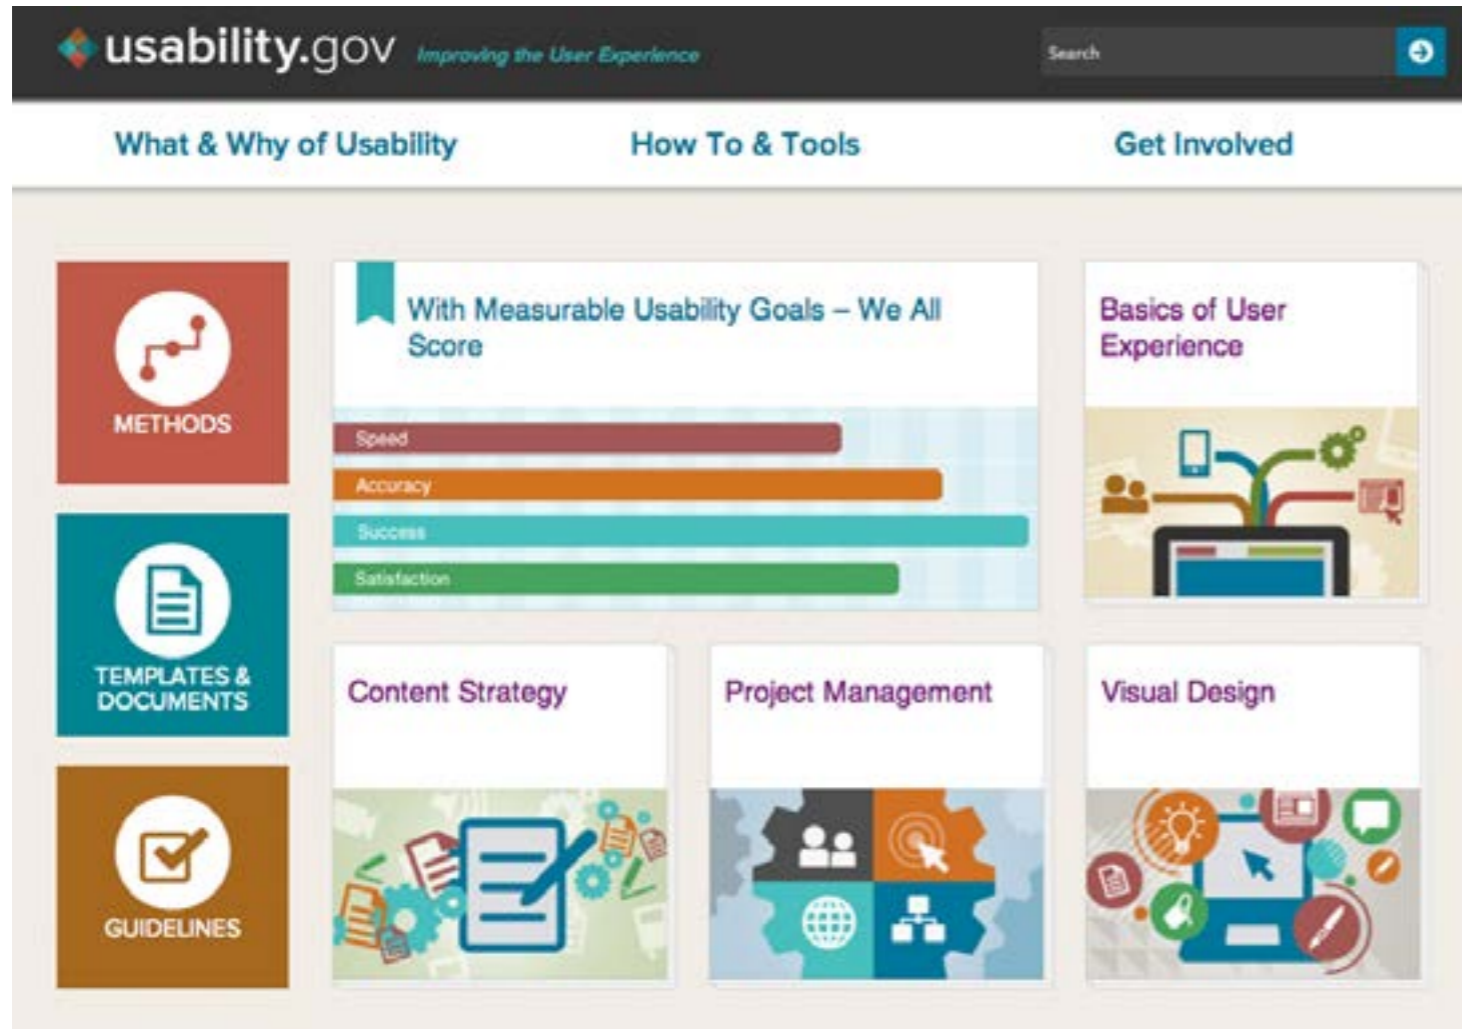 usability.gov Improving the User Experience
Search
What & Why of Usability
How To & Tools
Get Involved
METHODS
TEMPLATES &
DOCUMENTS
GUIDELINES
With Measurable Usability Goals – We All
Score
Speed
Accuracy
Success
Satisfaction
Basics of User
Experience
Content Strategy
Project Management
Visual Design